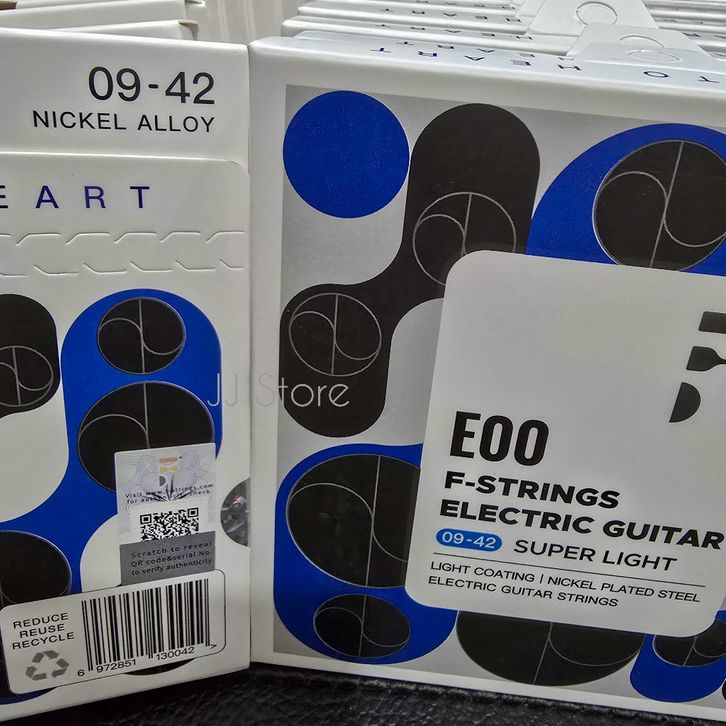 09-42
NICKEL ALLOY
EART
Scratch to reveal
QR code&serial No.
to verify authenticity
REDUCE
REUSE
RECYCLE
6 972851 130042 >
TO HEART
HEART
JJ Store
E00
F-STRINGS
ELECTRIC GUITAR
09-42 SUPER LIGHT
LIGHT COATING | NICKEL PLATED STEEL
ELECTRIC GUITAR STRINGS